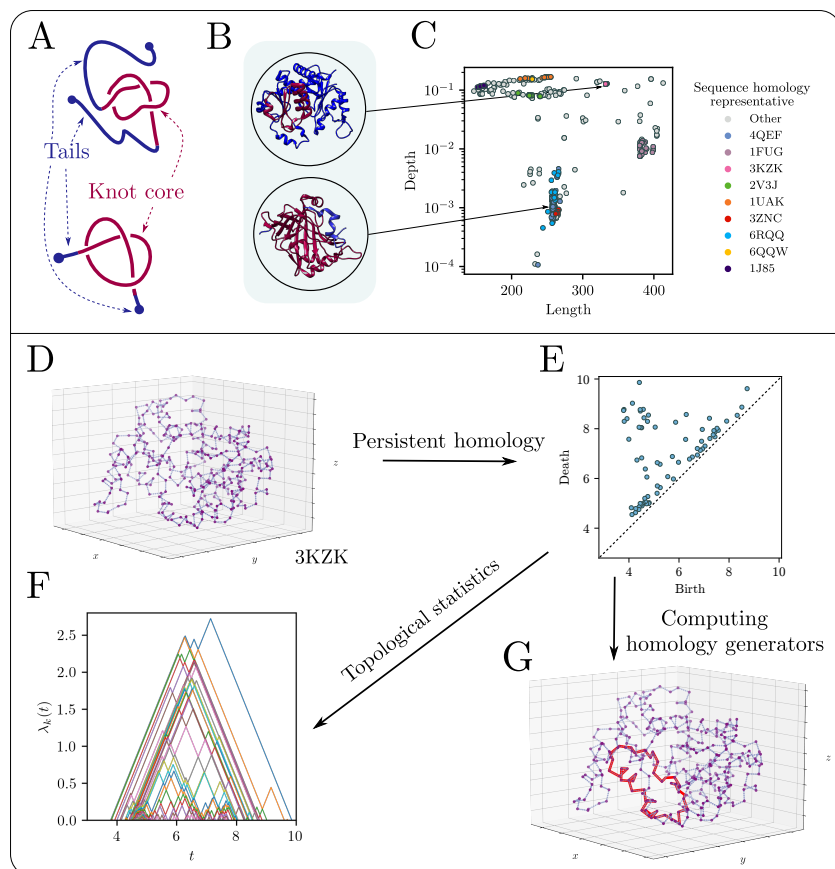 A
Tails
Knot core
B
C
10⁻¹
10⁻²
10⁻³
10⁻⁴
Depth
200
300
400
Length
Sequence homology
representative
Other
4QEF
1FUG
3KZK
2V3J
1UAK
3ZNC
6RQQ
6QQW
1J85
D
x
y
z
3KZK
Persistent homology
E
10
8
6
4
Death
4
6
8
10
Birth
Topological statistics
Computing
homology generators
F
2.5
2.0
1.5
1.0
0.5
0.0
λₖ(t)
4
6
8
10
t
G
x
y
z